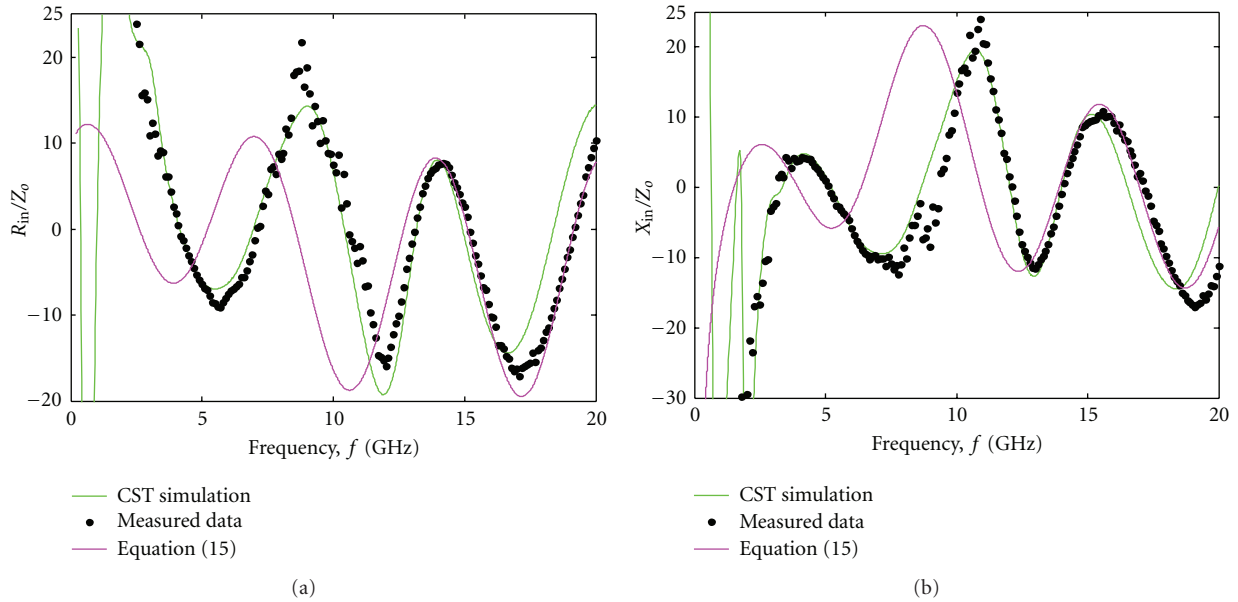 25
20
10
0
−10
−20
0 5 10 15 20
R_in/Z_o
Frequency, f (GHz)
CST simulation
Measured data
Equation (15)
(a)
25
20
10
0
−10
−20
−30
0 5 10 15 20
X_in/Z_o
Frequency, f (GHz)
CST simulation
Measured data
Equation (15)
(b)